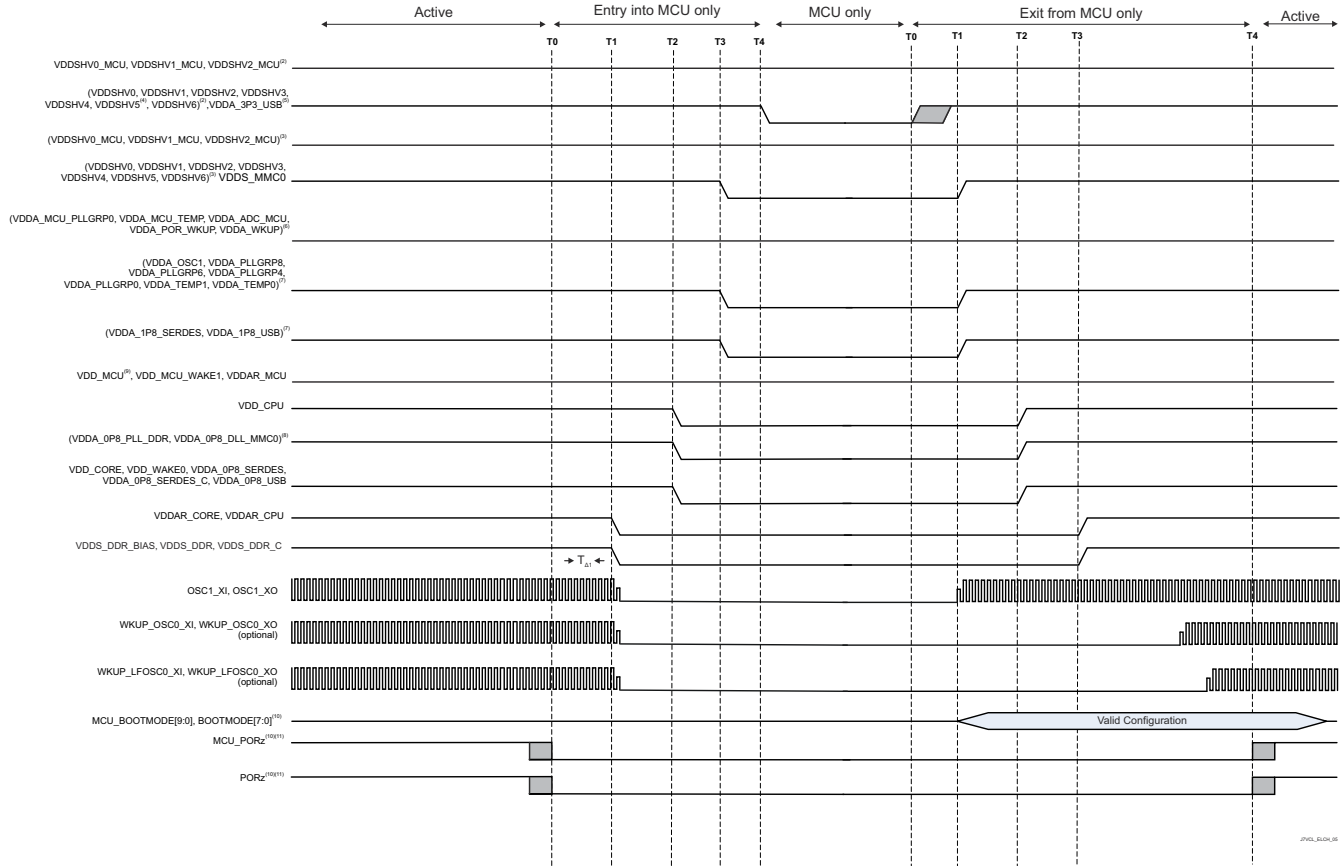 Active
Entry into MCU only
MCU only
Exit from MCU only
Active
T0 T1 T2 T3 T4 T0 T1 T2 T3 T4
VDDSHV0_MCU, VDDSHV1_MCU, VDDSHV2_MCU(2)
(VDDSHV0, VDDSHV1, VDDSHV2, VDDSHV3,
VDDSHV4, VDDSHV5(4), VDDSHV6)(2),VDDA_3P3_USB(5)
(VDDSHV0_MCU, VDDSHV1_MCU, VDDSHV2_MCU)(3)
(VDDSHV0, VDDSHV1, VDDSHV2, VDDSHV3,
VDDSHV4, VDDSHV5, VDDSHV6)(3) VDDS_MMC0
(VDDA_MCU_PLLGRP0, VDDA_MCU_TEMP, VDDA_ADC_MCU,
VDDA_POR_WKUP, VDDA_WKUP)(6)
(VDDA_OSC1, VDDA_PLLGRP8,
VDDA_PLLGRP6, VDDA_PLLGRP4,
VDDA_PLLGRP0, VDDA_TEMP1, VDDA_TEMP0)(7)
(VDDA_1P8_SERDES, VDDA_1P8_USB)(7)
VDD_MCU(9), VDD_MCU_WAKE1, VDDAR_MCU
VDD_CPU
(VDDA_0P8_PLL_DDR, VDDA_0P8_DLL_MMC0)(8)
VDD_CORE, VDD_WAKE0, VDDA_0P8_SERDES,
VDDA_0P8_SERDES_C, VDDA_0P8_USB
VDDAR_CORE, VDDAR_CPU
VDDS_DDR_BIAS, VDDS_DDR, VDDS_DDR_C
TΔ1
OSC1_XI, OSC1_XO
WKUP_OSC0_XI, WKUP_OSC0_XO
(optional)
WKUP_LFOSC0_XI, WKUP_LFOSC0_XO
(optional)
MCU_BOOTMODE[9:0], BOOTMODE[7:0](10)
Valid Configuration
MCU_PORz(10)(11)
PORz(10)(11)
J7VCL_ELCH_05